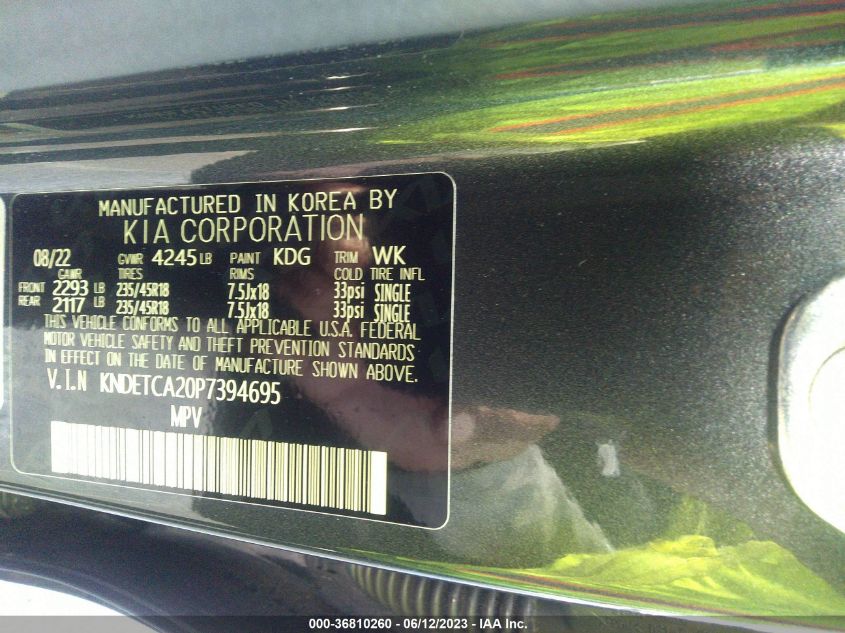 MANUFACTURED IN KOREA BY
KIA CORPORATION
08/22 GVWR 4245 LB PAINT KDG TRIM WK
GAWR TIRES RIMS COLD TIRE INFL
FRONT 2293 LB 235/45R18 7.5Jx18 33psi SINGLE
REAR 2117 LB 235/45R18 7.5Jx18 33psi SINGLE
THIS VEHICLE CONFORMS TO ALL APPLICABLE U.S.A. FEDERAL
MOTOR VEHICLE SAFETY AND THEFT PREVENTION STANDARDS
IN EFFECT ON THE DATE OF MANUFACTURE SHOWN ABOVE.
V.I.N KNDETCA20P7394695
MPV
000-36810260 - 06/12/2023 - IAA Inc.